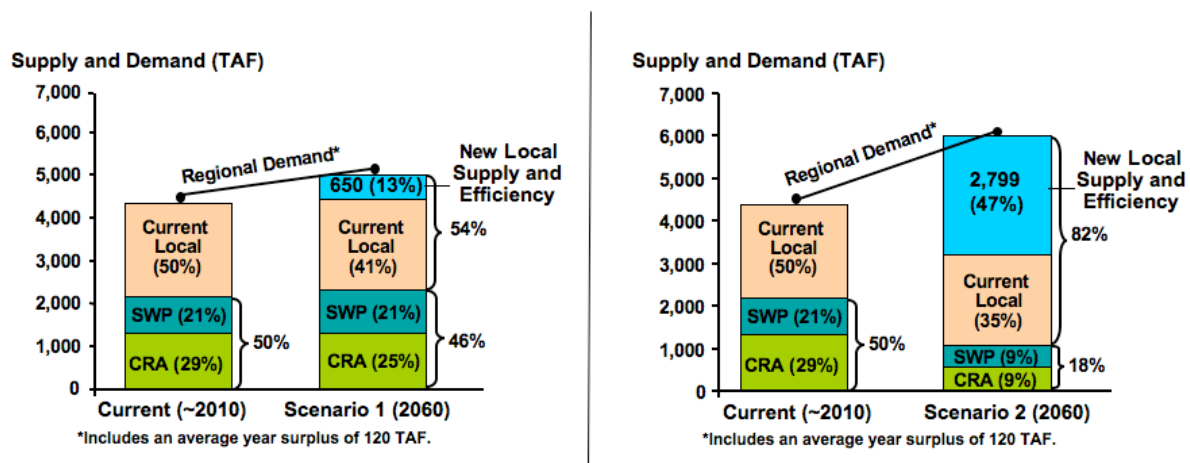 Supply and Demand (TAF)
7,000
6,000
5,000
4,000
3,000
2,000
1,000
0
Regional Demand*
New Local
Supply and
Efficiency
650 (13%)
Current
Local
(50%)
Current
Local
(41%)
54%
SWP (21%)
SWP (21%)
50%
46%
CRA (29%)
CRA (25%)
Current (~2010)
Scenario 1 (2060)
*Includes an average year surplus of 120 TAF.
Supply and Demand (TAF)
7,000
6,000
5,000
4,000
3,000
2,000
1,000
0
Regional Demand*
New Local
Supply and
Efficiency
2,799
(47%)
82%
Current
Local
(50%)
Current
Local
(35%)
SWP (21%)
50%
CRA (29%)
SWP (9%)
18%
CRA (9%)
Current (~2010)
Scenario 2 (2060)
*Includes an average year surplus of 120 TAF.